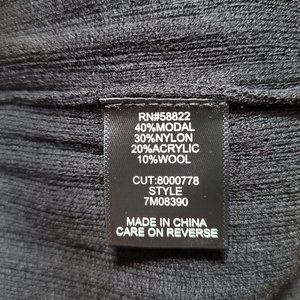 RN#58822
40%MODAL
30%NYLON
20%ACRYLIC
10%WOOL
CUT:8000778
STYLE
7M08390
MADE IN CHINA
CARE ON REVERSE